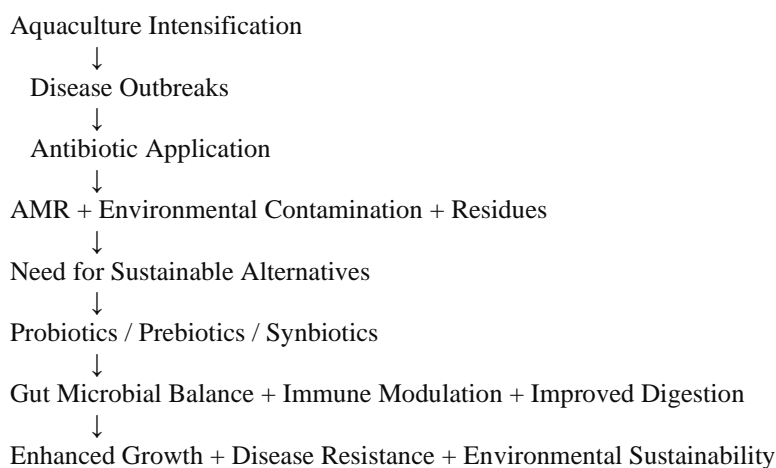 Aquaculture Intensification
↓
Disease Outbreaks
↓
Antibiotic Application
↓
AMR + Environmental Contamination + Residues
↓
Need for Sustainable Alternatives
↓
Probiotics / Prebiotics / Synbiotics
↓
Gut Microbial Balance + Immune Modulation + Improved Digestion
↓
Enhanced Growth + Disease Resistance + Environmental Sustainability